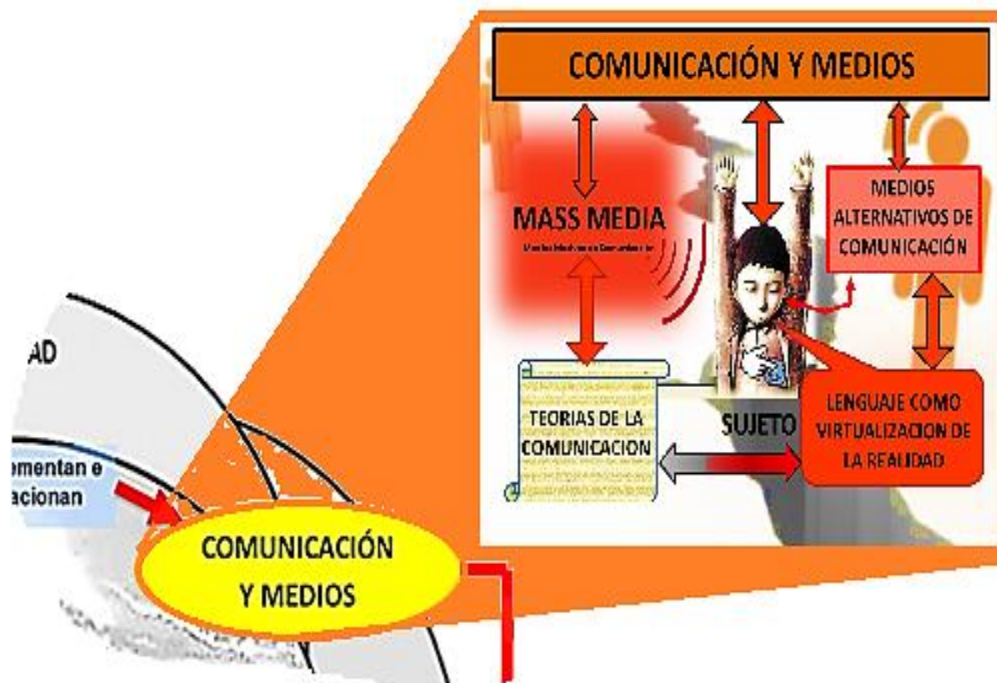 COMUNICACIÓN Y MEDIOS
MASS MEDIA
MEDIOS
ALTERNATIVOS DE
COMUNICACIÓN
TEORIAS DE LA
COMUNICACION
SUJETO
LENGUAJE COMO
VIRTUALIZACION DE
LA REALIDAD
AD
ementan e
acionan
COMUNICACIÓN
Y MEDIOS